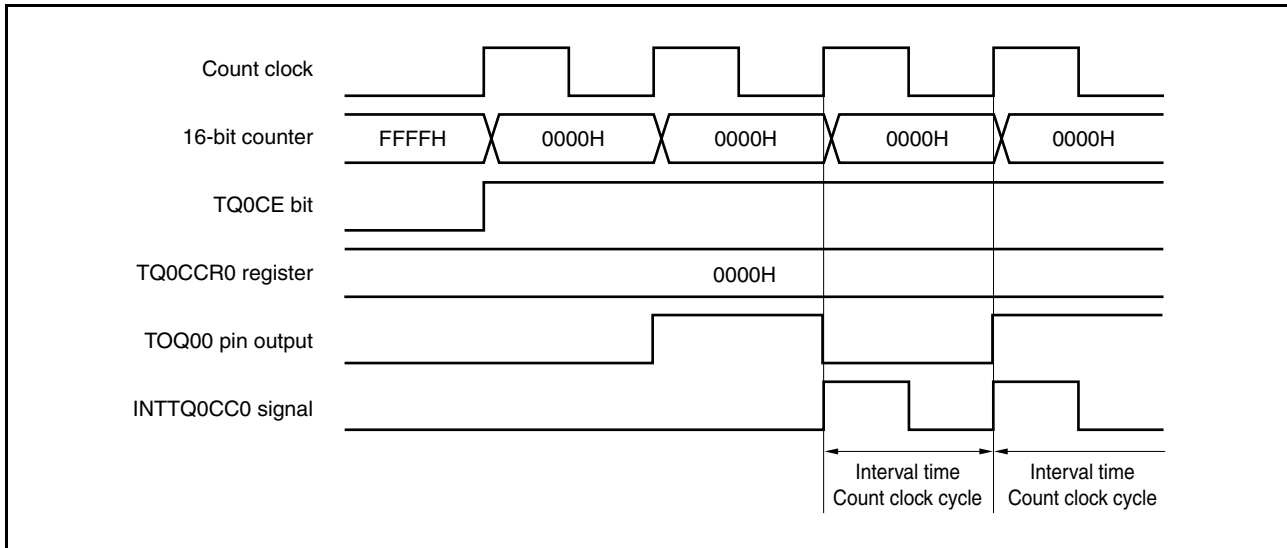 Count clock
16-bit counter
FFFFH 0000H 0000H 0000H 0000H
TQ0CE bit
TQ0CCR0 register
0000H
TOQ00 pin output
INTTQ0CC0 signal
Interval time
Count clock cycle
Interval time
Count clock cycle